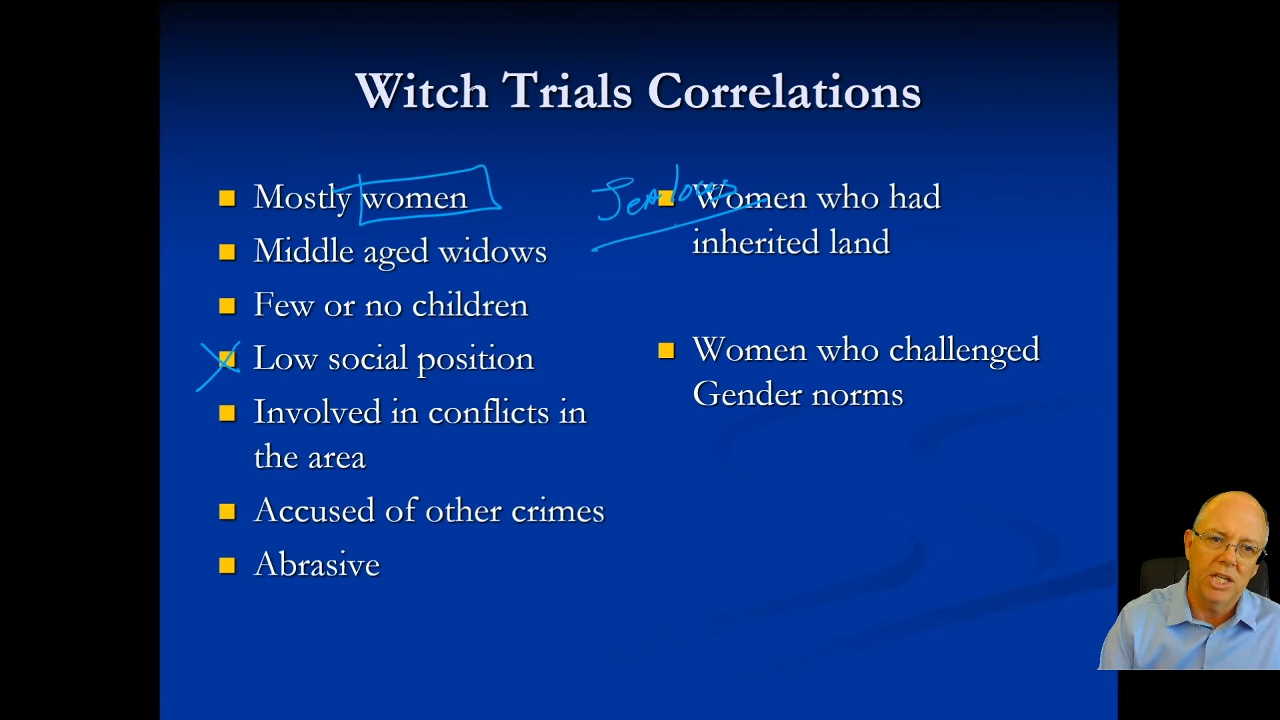 Witch Trials Correlations
Mostly women
Middle aged widows
Few or no children
Low social position
Involved in conflicts in
the area
Accused of other crimes
Abrasive
Jealous
Women who had
inherited land
Women who challenged
Gender norms